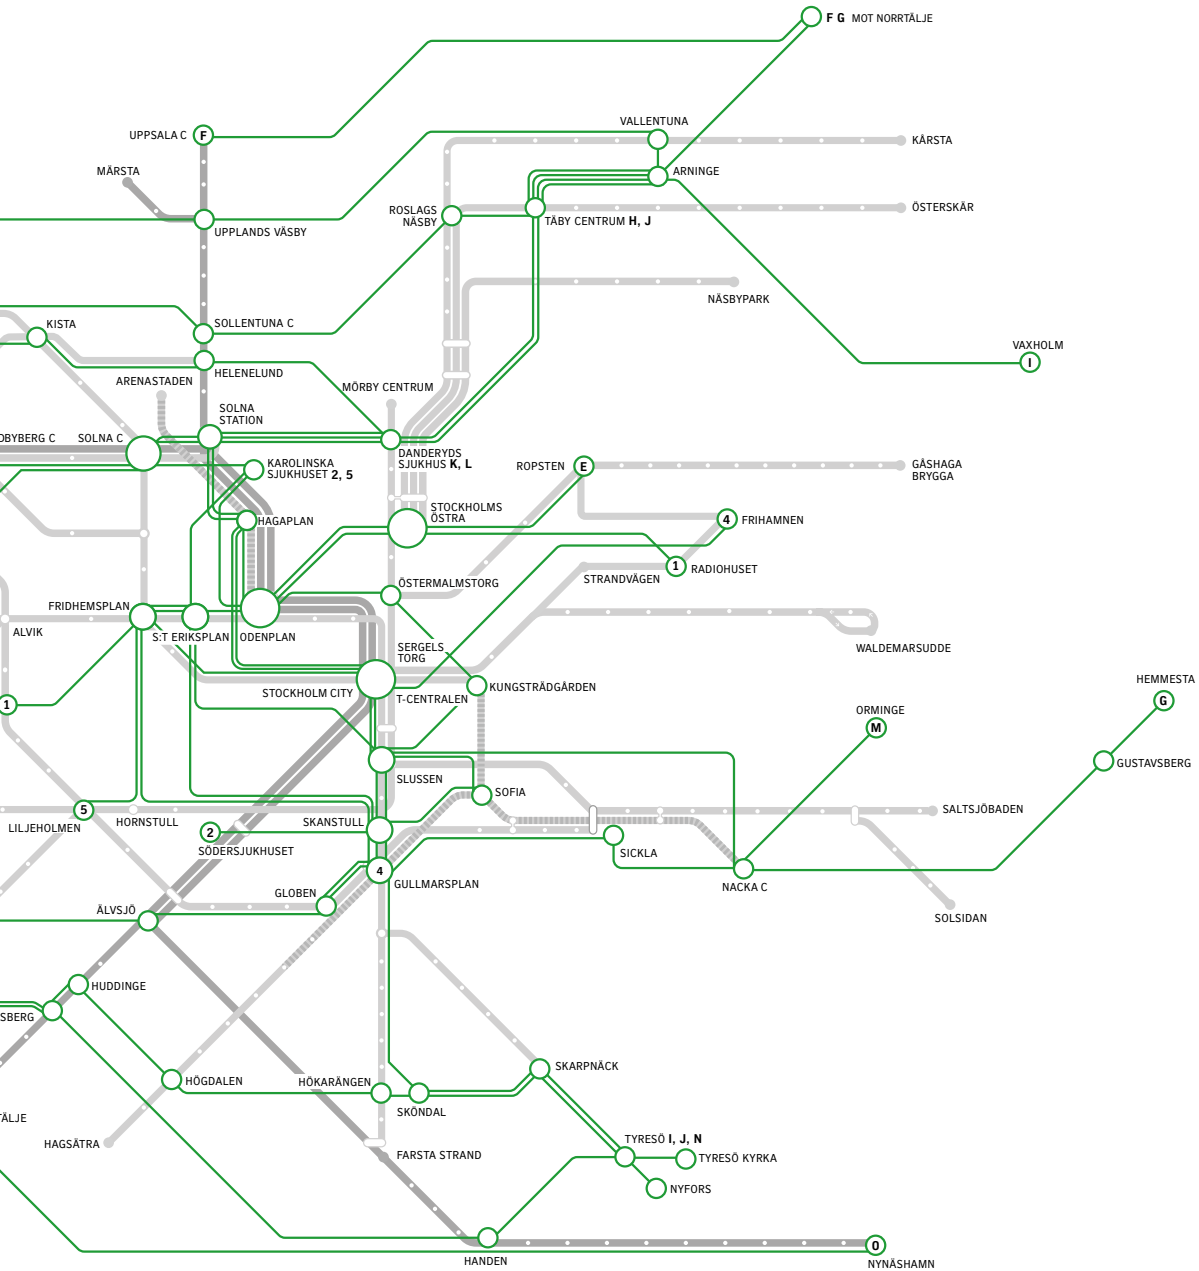 F G MOT NORRTÄLJE
UPPSALA C F
VALLENTUNA
KÅRSTA
MÄRSTA
ARNINGE
ROSLAGS
NÄSBY
TÄBY CENTRUM H, J
ÖSTERSKÄR
UPPLANDS VÄSBY
NÄSBYPARK
KISTA
SOLLENTUNA C
VAXHOLM
I
HELENELUND
ARENASTADEN
MÖRBY CENTRUM
SOLNA
STATION
OBYBERG C
SOLNA C
DANDERYDS
SJUKHUS K, L
KAROLINSKA
SJUKHUSET 2, 5
ROPSTEN E
GÅSHAGA
BRYGGA
STOCKHOLMS
ÖSTRA
HAGAPLAN
4 FRIHAMNEN
1 RADIOHUSET
STRANDVÄGEN
ÖSTERMALMSTORG
FRIDHEMSPLAN
ALVIK
S:T ERIKSPLAN
ODENPLAN
SERGELS
TORG
WALDEMARSUDDE
STOCKHOLM CITY
T-CENTRALEN
KUNGSTRÄDGÅRDEN
HEMMESTA
G
1
ORMINGE
M
GUSTAVSBERG
SLUSSEN
SOFIA
5
LILJEHOLMEN
HORNSTULL
SKANSTULL
SALTSJÖBADEN
2
SÖDERSJUKHUSET
SICKLA
4
GULLMARSPLAN
NACKA C
GLOBEN
ÄLVSJÖ
SOLSIDAN
HUDDINGE
SBERG
SKARPNÄCK
HÖGDALEN
HÖKARÄNGEN
SKÖNDAL
TÄLJE
HAGSÄTRA
TYRESÖ I, J, N
FARSTA STRAND
TYRESÖ KYRKA
NYFORS
HANDEN
O
NYNÄSHAMN